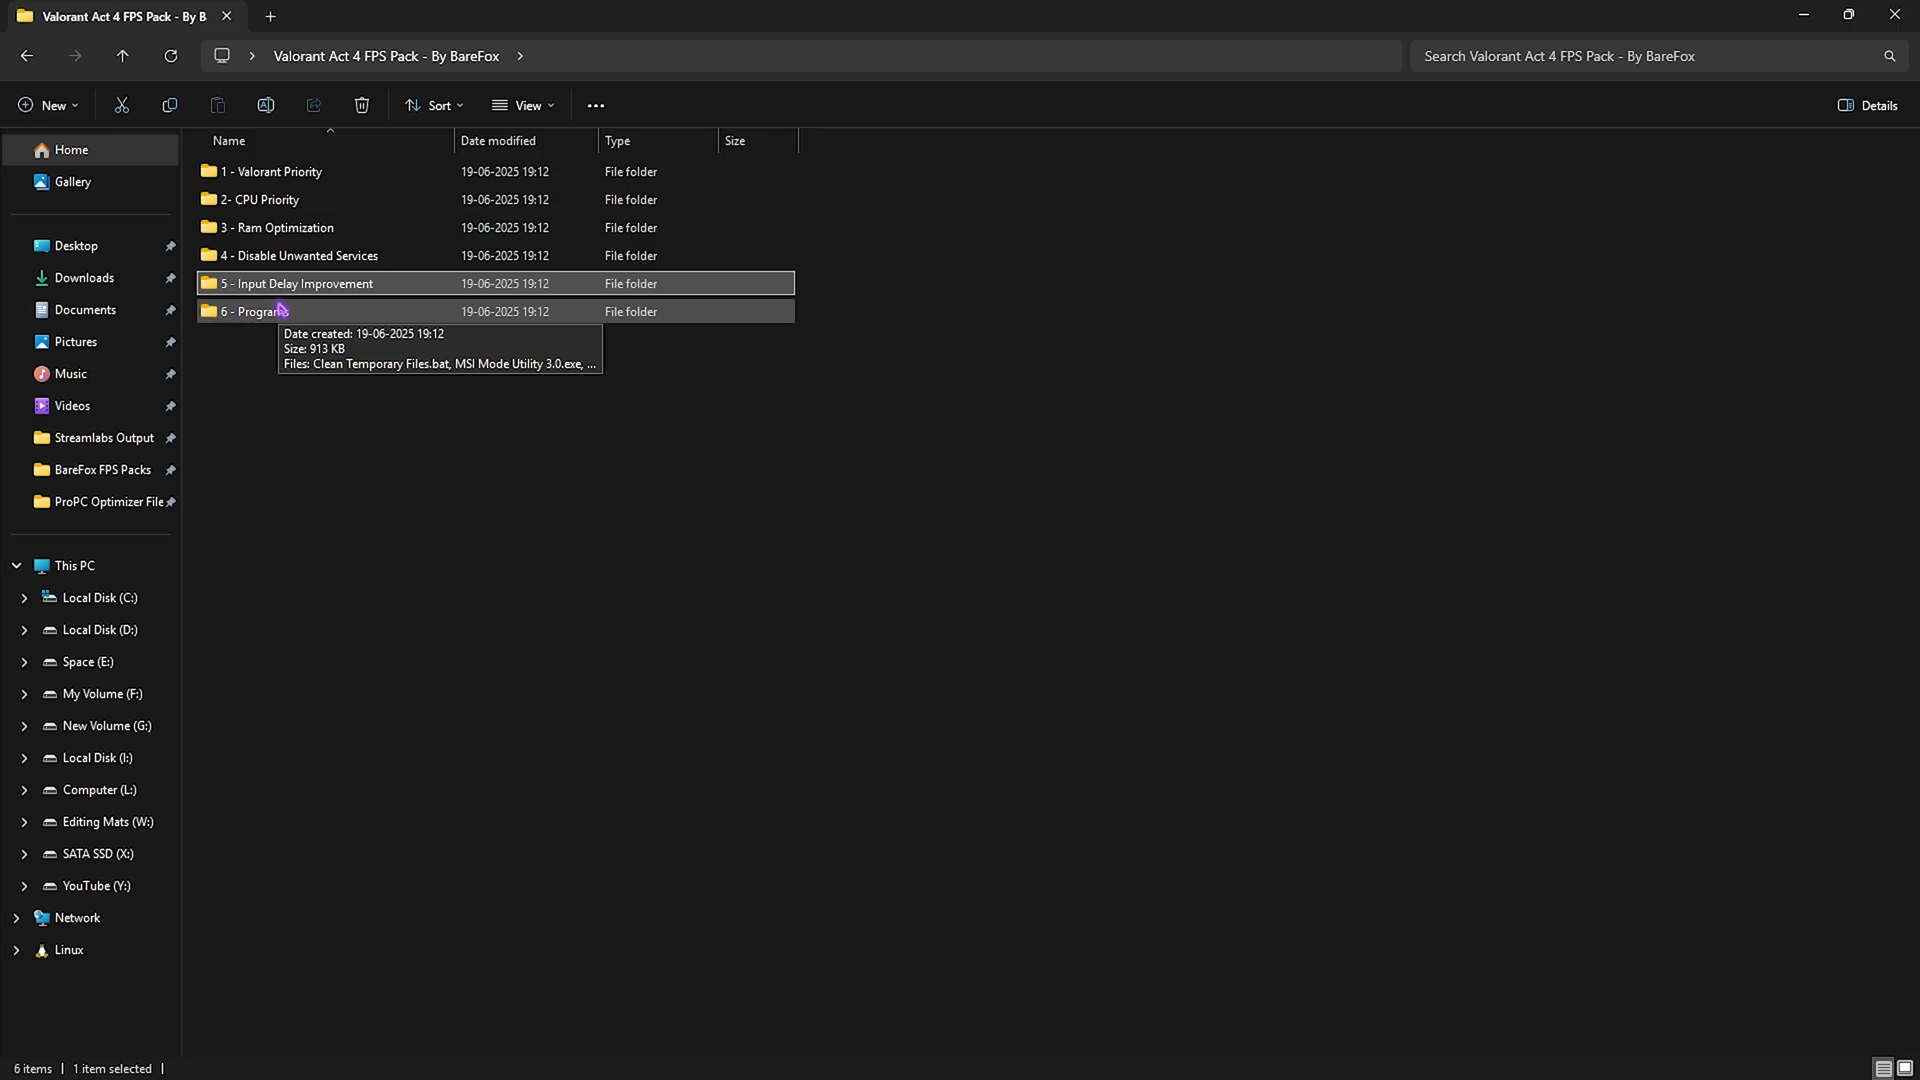 Valorant Act 4 FPS Pack - By B
Valorant Act 4 FPS Pack - By BareFox
Search Valorant Act 4 FPS Pack - By BareFox
New
Sort
View
Details
Name
Date modified
Type
Size
Home
Gallery
Desktop
Downloads
Documents
Pictures
Music
Videos
Streamlabs Output
BareFox FPS Packs
ProPC Optimizer File
This PC
Local Disk (C:)
Local Disk (D:)
Space (E:)
My Volume (F:)
New Volume (G:)
Local Disk (I:)
Computer (L:)
Editing Mats (W:)
SATA SSD (X:)
YouTube (Y:)
Network
Linux
1 - Valorant Priority 19-06-2025 19:12 File folder
2- CPU Priority 19-06-2025 19:12 File folder
3 - Ram Optimization 19-06-2025 19:12 File folder
4 - Disable Unwanted Services 19-06-2025 19:12 File folder
5 - Input Delay Improvement 19-06-2025 19:12 File folder
6 - Programs 19-06-2025 19:12 File folder
Date created: 19-06-2025 19:12
Size: 913 KB
Files: Clean Temporary Files.bat, MSI Mode Utility 3.0.exe, ...
6 items
1 item selected